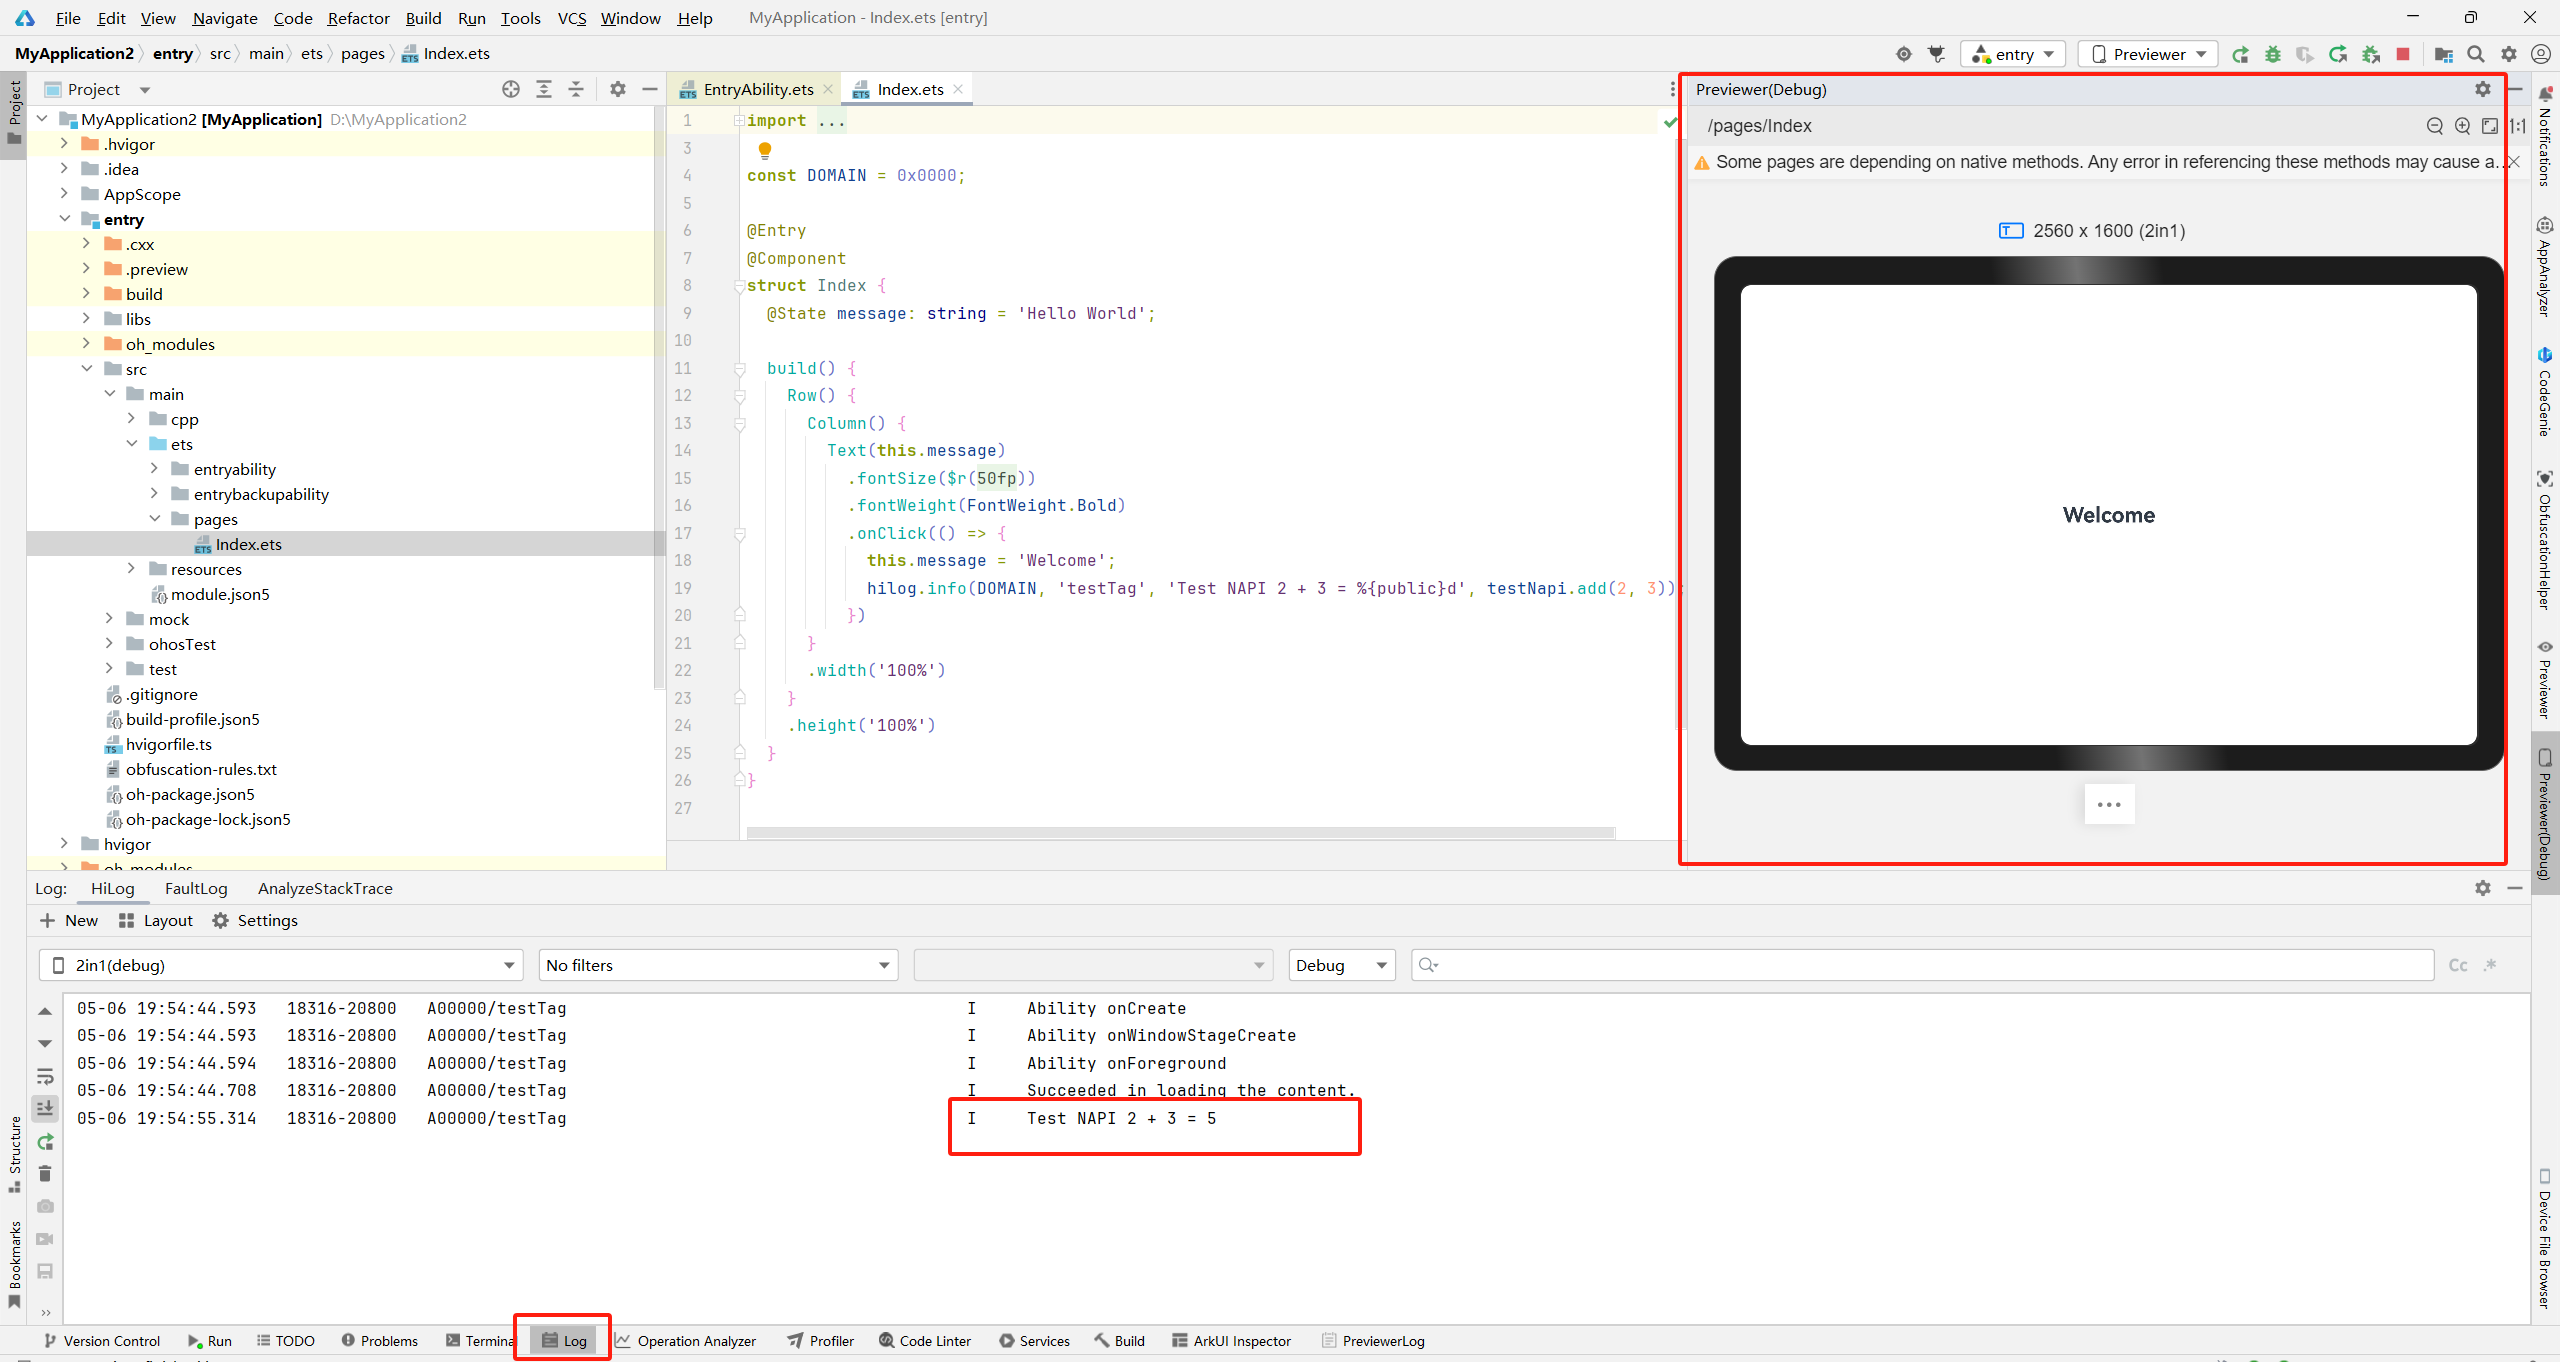 File Edit View Navigate Code Refactor Build Run Tools VCS Window Help MyApplication - Index.ets [entry]
MyApplication2 entry src main ets pages Index.ets
entry Previewer
Project
Project
MyApplication2 [MyApplication] D:\MyApplication2
.hvigor
.idea
AppScope
entry
.cxx
.preview
build
libs
oh_modules
src
main
cpp
ets
entryability
entrybackupability
pages
Index.ets
resources
module.json5
mock
ohosTest
test
.gitignore
build-profile.json5
hvigorfile.ts
obfuscation-rules.txt
oh-package.json5
oh-package-lock.json5
hvigor
oh_modules
EntryAbility.ets Index.ets
1 import ...
3
4 const DOMAIN = 0x0000;
5
6 @Entry
7 @Component
8 struct Index {
9 @State message: string = 'Hello World';
10
11 build() {
12 Row() {
13 Column() {
14 Text(this.message)
15 .fontSize($r(50fp))
16 .fontWeight(FontWeight.Bold)
17 .onClick(() => {
18 this.message = 'Welcome';
19 hilog.info(DOMAIN, 'testTag', 'Test NAPI 2 + 3 = %{public}d', testNapi.add(2, 3));
20 })
21 }
22 .width('100%')
23 }
24 .height('100%')
25 }
26 }
27
Previewer(Debug)
/pages/Index
1:1
Some pages are depending on native methods. Any error in referencing these methods may cause a...
2560 x 1600 (2in1)
Welcome
Notifications
AppAnalyzer
CodeGenie
ObfuscationHelper
Previewer
Previewer(Debug)
Device File Browser
Log: HiLog FaultLog AnalyzeStackTrace
New Layout Settings
2in1(debug) No filters Debug Cc .*
05-06 19:54:44.593 18316-20800 A00000/testTag I Ability onCreate
05-06 19:54:44.593 18316-20800 A00000/testTag I Ability onWindowStageCreate
05-06 19:54:44.594 18316-20800 A00000/testTag I Ability onForeground
05-06 19:54:44.708 18316-20800 A00000/testTag I Succeeded in loading the content.
05-06 19:54:55.314 18316-20800 A00000/testTag I Test NAPI 2 + 3 = 5
Structure
Bookmarks
Version Control Run TODO Problems Termina Log Operation Analyzer Profiler Code Linter Services Build ArkUI Inspector PreviewerLog